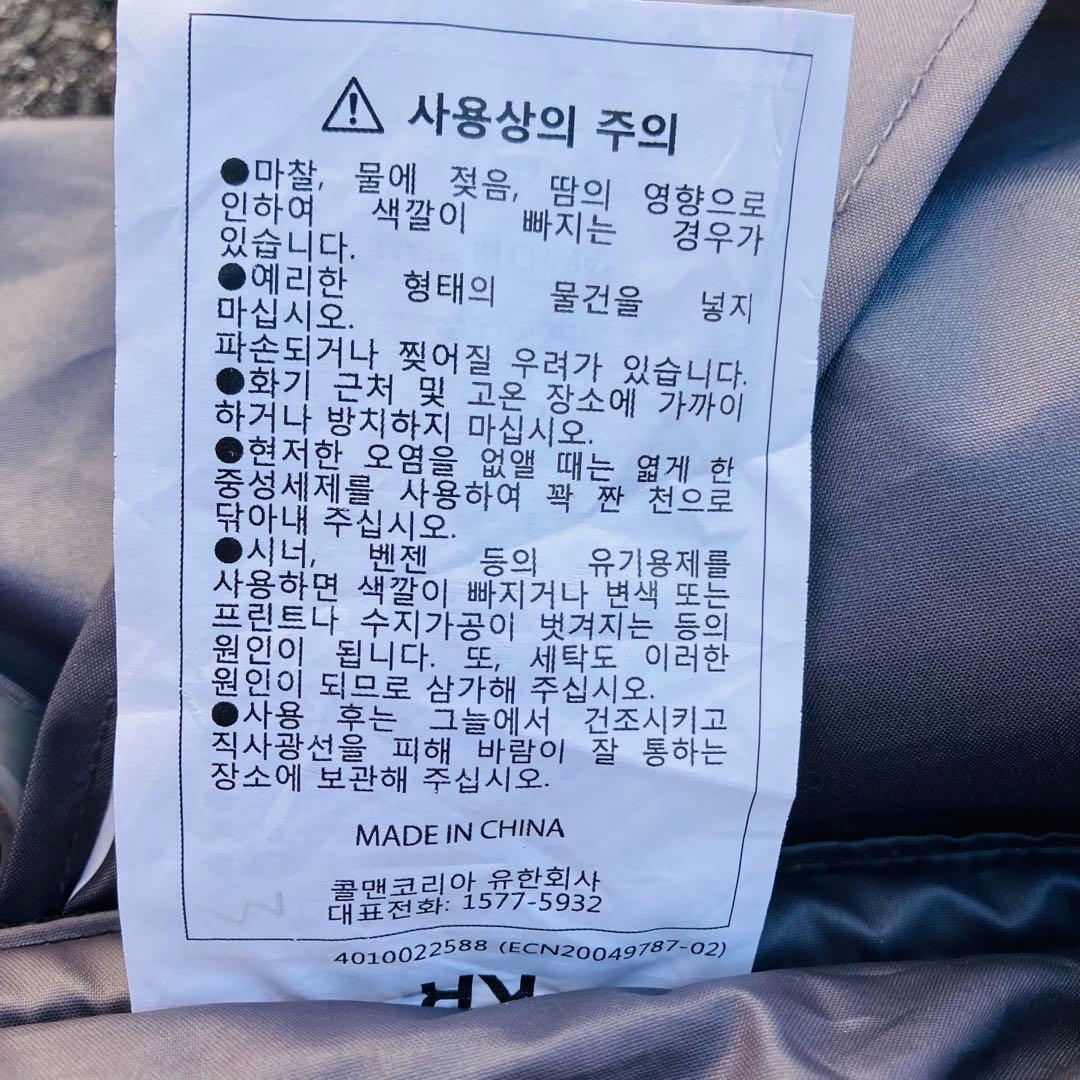 사용상의 주의
●마찰, 물에 젖음, 땀의 영향으로
인하여 색깔이 빠지는 경우가
있습니다.
●예리한 형태의 물건을 넣지
마십시오.
파손되거나 찢어질 우려가 있습니다.
●화기 근처 및 고온 장소에 가까이
하거나 방치하지 마십시오.
●현저한 오염을 없앨 때는 엷게 한
중성세제를 사용하여 꽉 짠 천으로
닦아내 주십시오.
●시너, 벤젠 등의 유기용제를
사용하면 색깔이 빠지거나 변색 또는
프린트나 수지가공이 벗겨지는 등의
원인이 됩니다. 또, 세탁도 이러한
원인이 되므로 삼가해 주십시오.
●사용 후는 그늘에서 건조시키고
직사광선을 피해 바람이 잘 통하는
장소에 보관해 주십시오.
MADE IN CHINA
콜맨코리아 유한회사
대표전화: 1577-5932
4010022588 (ECN20049787-02)
KR